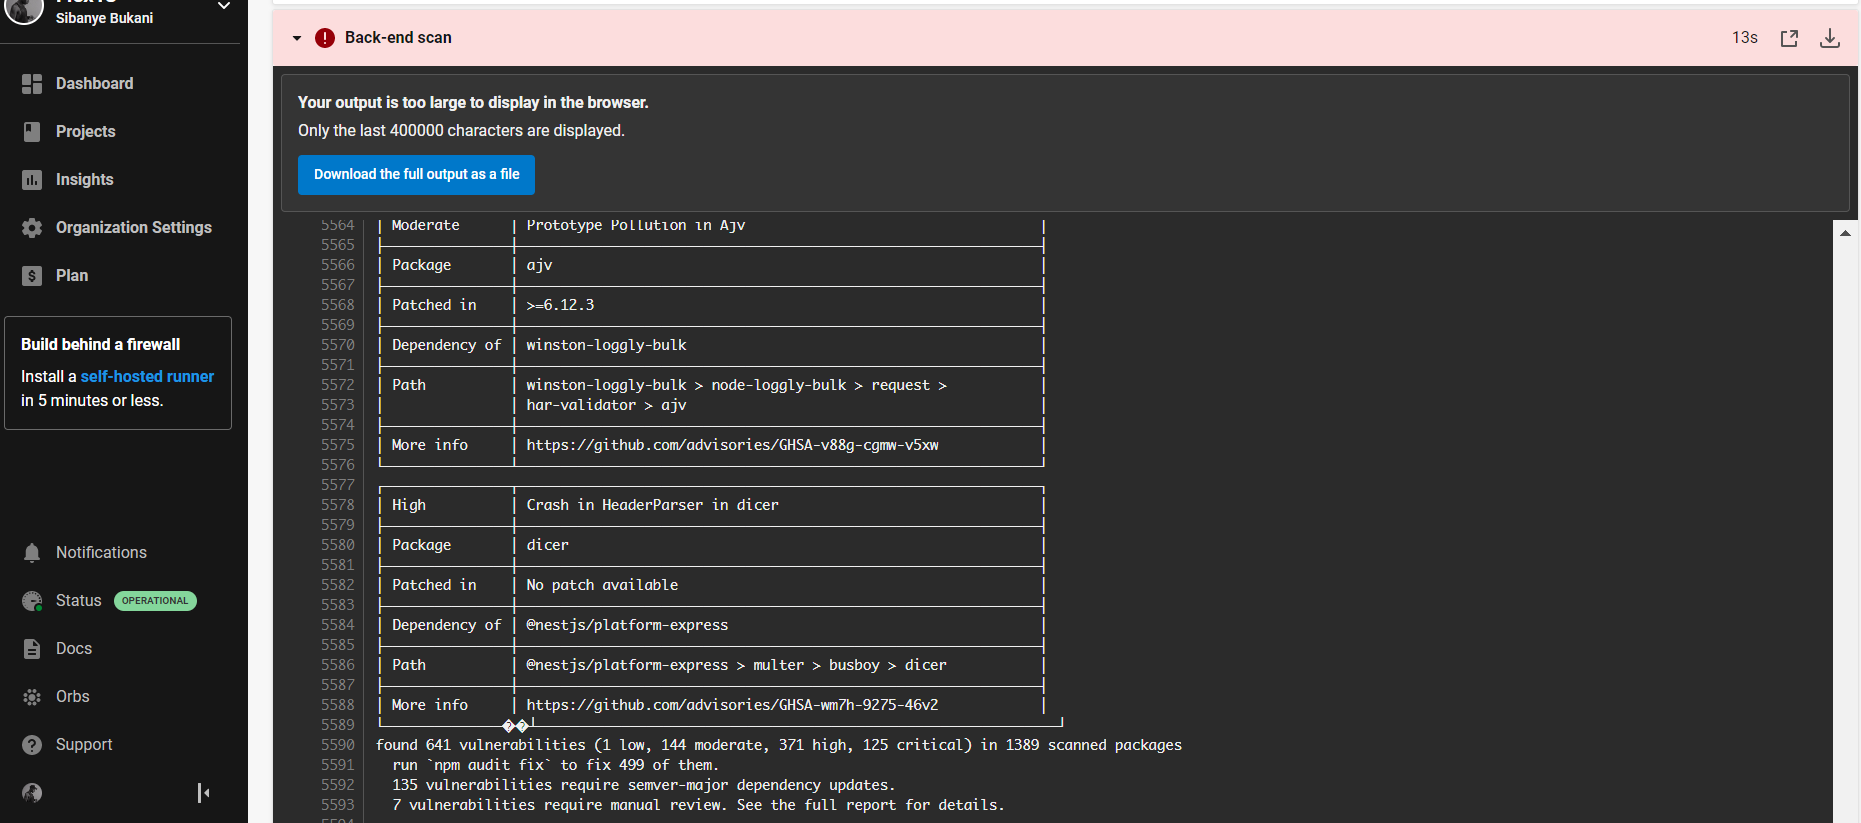 Sibanye Bukani
Dashboard
Projects
Insights
Organization Settings
Plan
Build behind a firewall
Install a self-hosted runner
in 5 minutes or less.
Notifications
Status OPERATIONAL
Docs
Orbs
Support
Back-end scan 13s
Your output is too large to display in the browser.
Only the last 400000 characters are displayed.
Download the full output as a file
5564 │ Moderate │ Prototype Pollution in Ajv │
5565
5566 │ Package │ ajv │
5567
5568 │ Patched in │ >=6.12.3 │
5569
5570 │ Dependency of │ winston-loggly-bulk │
5571
5572 │ Path │ winston-loggly-bulk > node-loggly-bulk > request > │
5573 │ │ har-validator > ajv │
5574
5575 │ More info │ https://github.com/advisories/GHSA-v88g-cgmw-v5xw │
5576
5577
5578 │ High │ Crash in HeaderParser in dicer │
5579
5580 │ Package │ dicer │
5581
5582 │ Patched in │ No patch available │
5583
5584 │ Dependency of │ @nestjs/platform-express │
5585
5586 │ Path │ @nestjs/platform-express > multer > busboy > dicer │
5587
5588 │ More info │ https://github.com/advisories/GHSA-wm7h-9275-46v2 │
5589 ��
5590 found 641 vulnerabilities (1 low, 144 moderate, 371 high, 125 critical) in 1389 scanned packages
5591 run `npm audit fix` to fix 499 of them.
5592 135 vulnerabilities require semver-major dependency updates.
5593 7 vulnerabilities require manual review. See the full report for details.